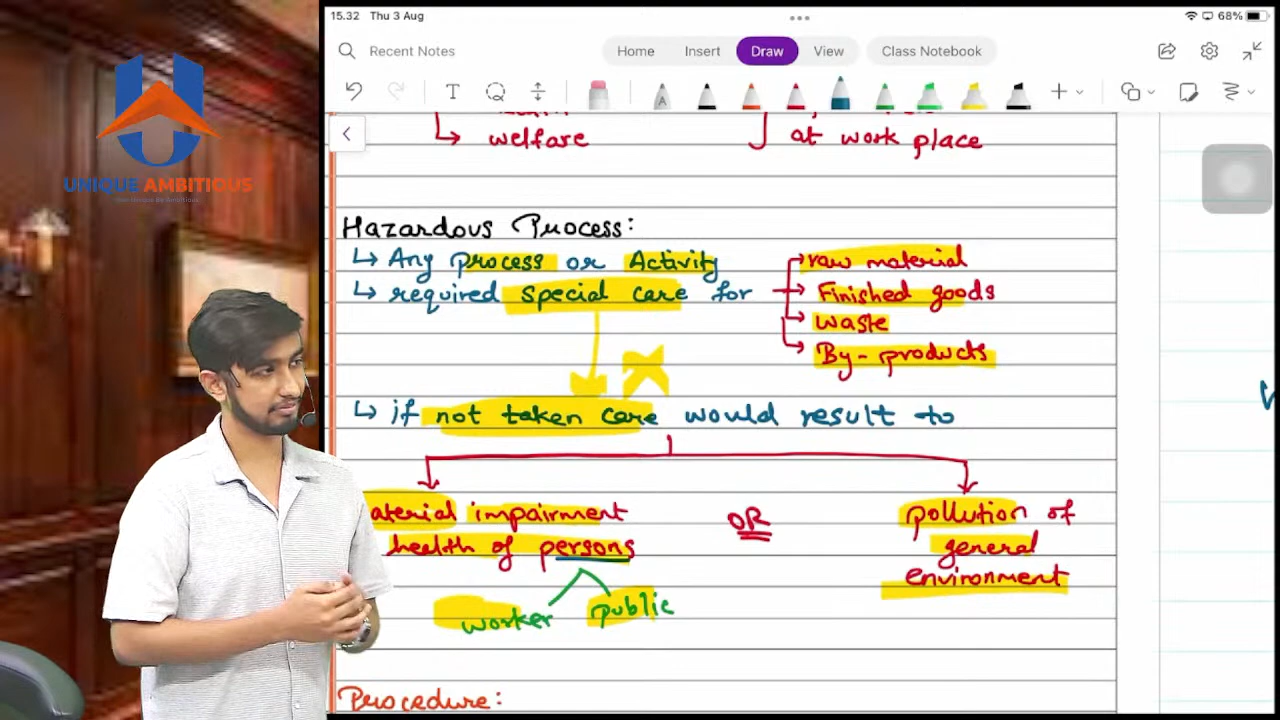 15.32 Thu 3 Aug
68%
Recent Notes
Home Insert Draw View Class Notebook
welfare
at work place
UNIQUE AMBITIOUS
Hazardous Process:
↳ Any process or Activity
↳ required special care for
raw material
Finished goods
waste
By-products
↳ if not taken care would result to
aterial impairment
health of persons
worker public
OR
pollution of
general
environment
Procedure: